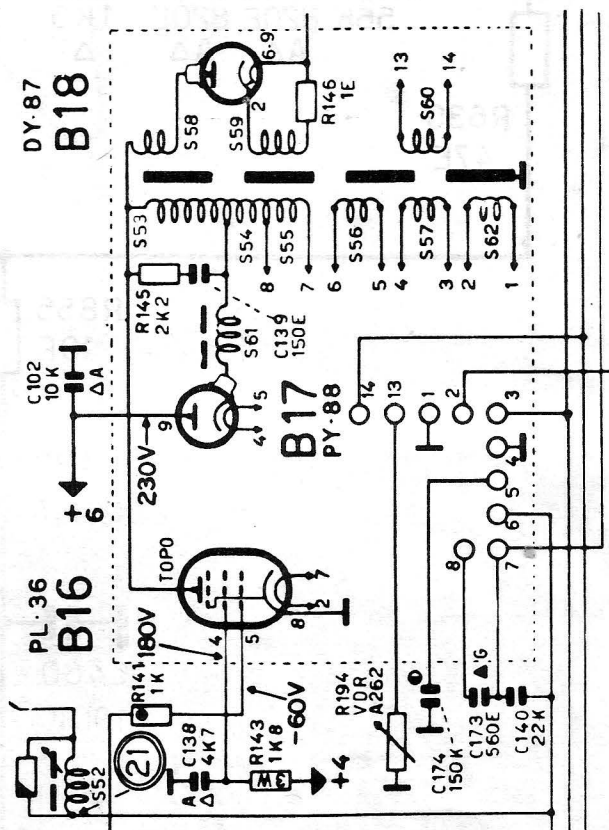 DY·87
B18
S58
S59
6·9
2
R146
1E
13
14
S60
S53
S54
S55
S56
S57
S62
8
7
6
5
4
3
2
1
R145
2K2
C139
150E
S61
C102
10K
ΔA
9
5
4
B17
PY·88
230V
+
6
14
13
1
2
3
4
5
6
7
8
PL·36
B16
TOPO
180V
4
5
7
2
8
R141
1K
-60V
S52
21
C138
4K7
A
Δ
R143
1K8
3W
+4
R194
VDR
A262
C174
150K
C173
560E
Δ'G
C140
22K